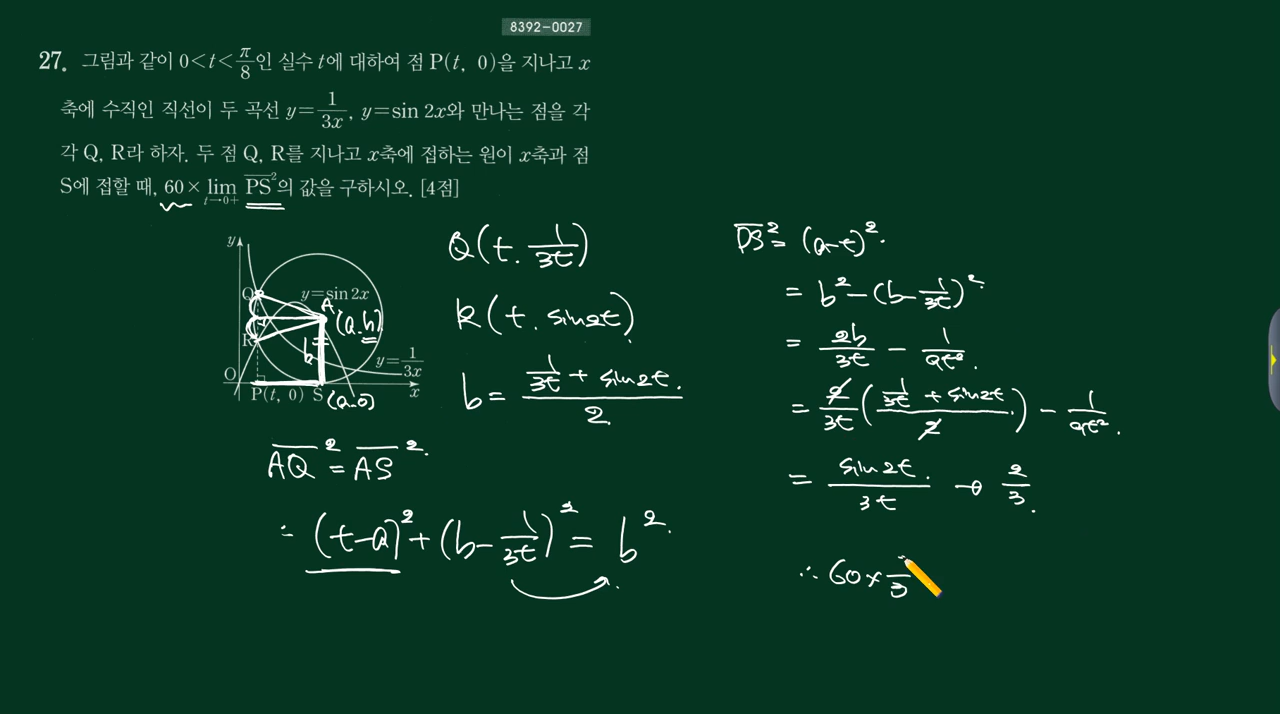 8392-0027
27. 그림과 같이 0<t<π/8인 실수 t에 대하여 점 P(t, 0)을 지나고 x
축에 수직인 직선이 두 곡선 y=1/3x, y=sin 2x와 만나는 점을 각
각 Q, R라 하자. 두 점 Q, R를 지나고 x축에 접하는 원이 x축과 점
S에 접할 때, 60× lim t→0+ PS²의 값을 구하시오. [4점]
y
Q
y=sin 2x
A
(a, b)
R
b
y=1/3x
O
P(t, 0)
S
(a, 0)
x
Q(t, 1/3t)
R(t, sin2t)
b = (1/3t + sin2t)/2
AQ² = AS²
= (t-a)² + (b - 1/3t)² = b²
PS² = (a-t)²
= b² - (b - 1/3t)²
= 2b/3t - 1/9t²
= 2/3t ((1/3t + sin2t)/2) - 1/9t²
= sin2t/3t → 2/3
∴ 60 × /3